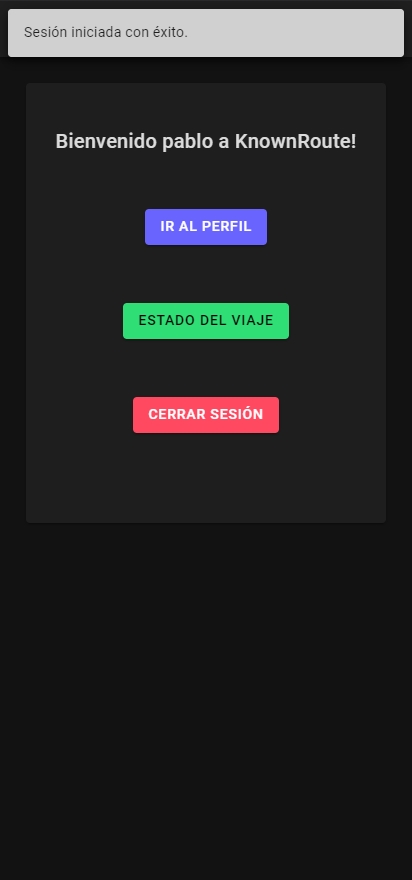 Sesión iniciada con éxito.
Bienvenido pablo a KnownRoute!
IR AL PERFIL
ESTADO DEL VIAJE
CERRAR SESIÓN